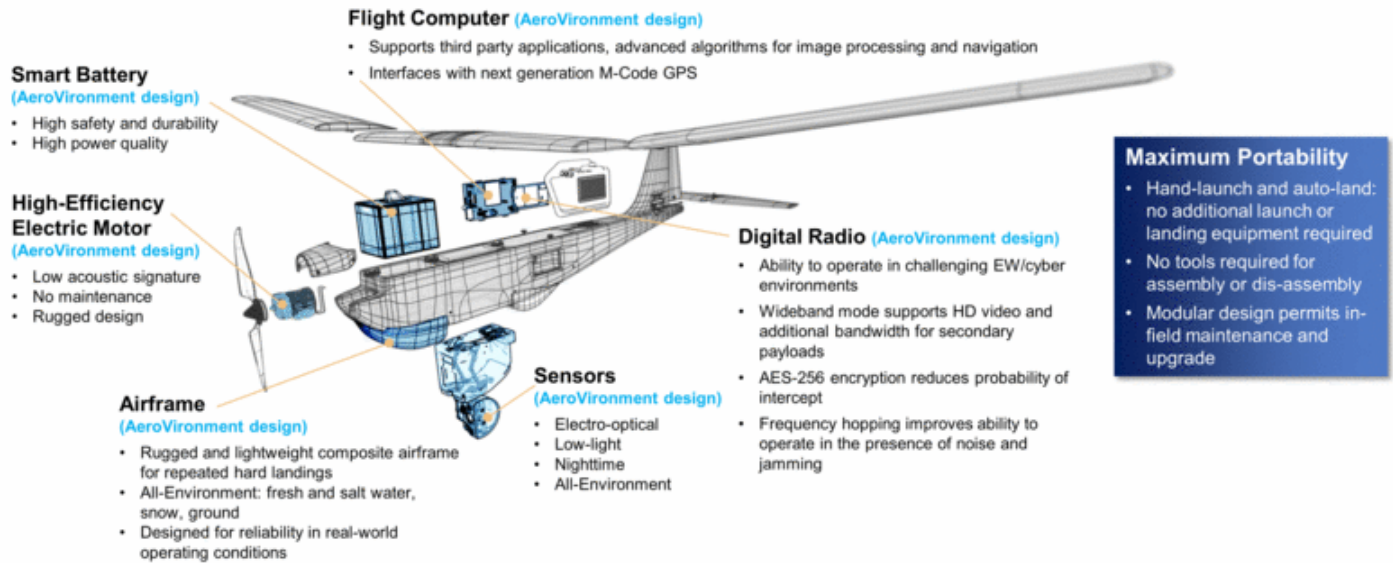 Flight Computer (AeroVironment design)
• Supports third party applications, advanced algorithms for image processing and navigation
• Interfaces with next generation M-Code GPS
Smart Battery
(AeroVironment design)
• High safety and durability
• High power quality
High-Efficiency
Electric Motor
(AeroVironment design)
• Low acoustic signature
• No maintenance
• Rugged design
Airframe
(AeroVironment design)
• Rugged and lightweight composite airframe
for repeated hard landings
• All-Environment: fresh and salt water,
snow, ground
• Designed for reliability in real-world
operating conditions
Sensors
(AeroVironment design)
• Electro-optical
• Low-light
• Nighttime
• All-Environment
Digital Radio (AeroVironment design)
• Ability to operate in challenging EW/cyber
environments
• Wideband mode supports HD video and
additional bandwidth for secondary
payloads
• AES-256 encryption reduces probability of
intercept
• Frequency hopping improves ability to
operate in the presence of noise and
jamming
Maximum Portability
• Hand-launch and auto-land:
no additional launch or
landing equipment required
• No tools required for
assembly or dis-assembly
• Modular design permits in-
field maintenance and
upgrade